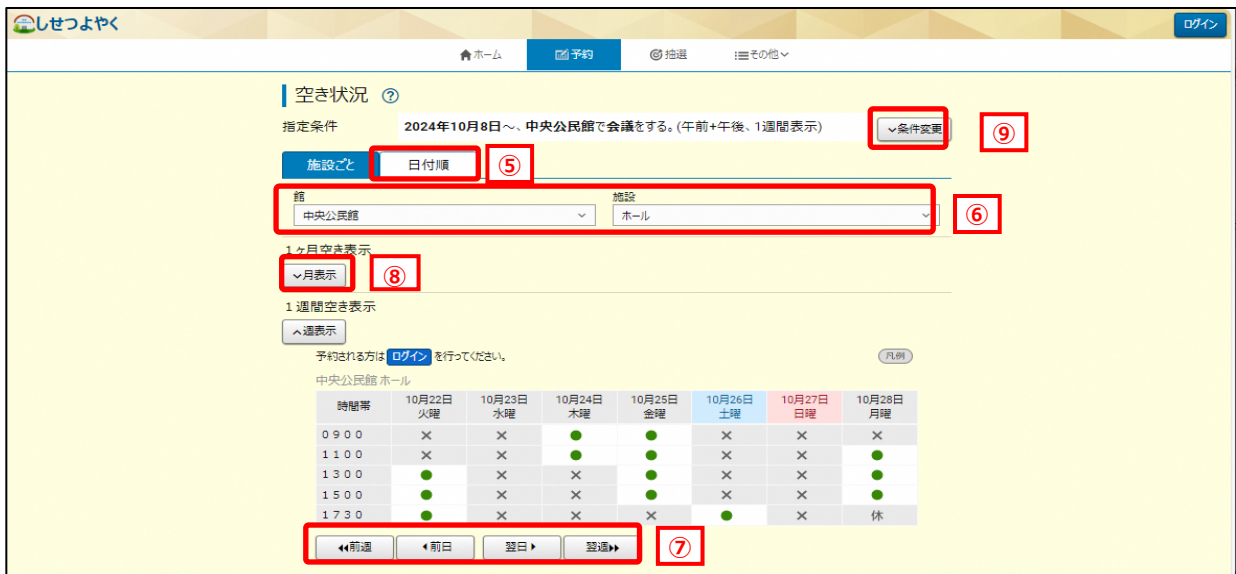 しせつよやく ログイン
ホーム 予約 抽選 その他
空き状況 ?
指定条件 2024年10月8日～、中央公民館で会議をする。(午前+午後、1週間表示) 条件変更 ⑨
施設ごと 日付順 ⑤
館 施設
中央公民館 ホール ⑥
1ヶ月空き表示
月表示 ⑧
1週間空き表示
週表示
予約される方は ログイン を行ってください。 凡例
中央公民館 ホール
時間帯 10月22日 10月23日 10月24日 10月25日 10月26日 10月27日 10月28日
火曜 水曜 木曜 金曜 土曜 日曜 月曜
0900 × × ● ● × × ×
1100 × × ● ● × × ●
1300 ● × × ● × × ●
1500 ● × × ● × × ●
1730 ● × × × ● × 休
前週 前日 翌日 翌週 ⑦